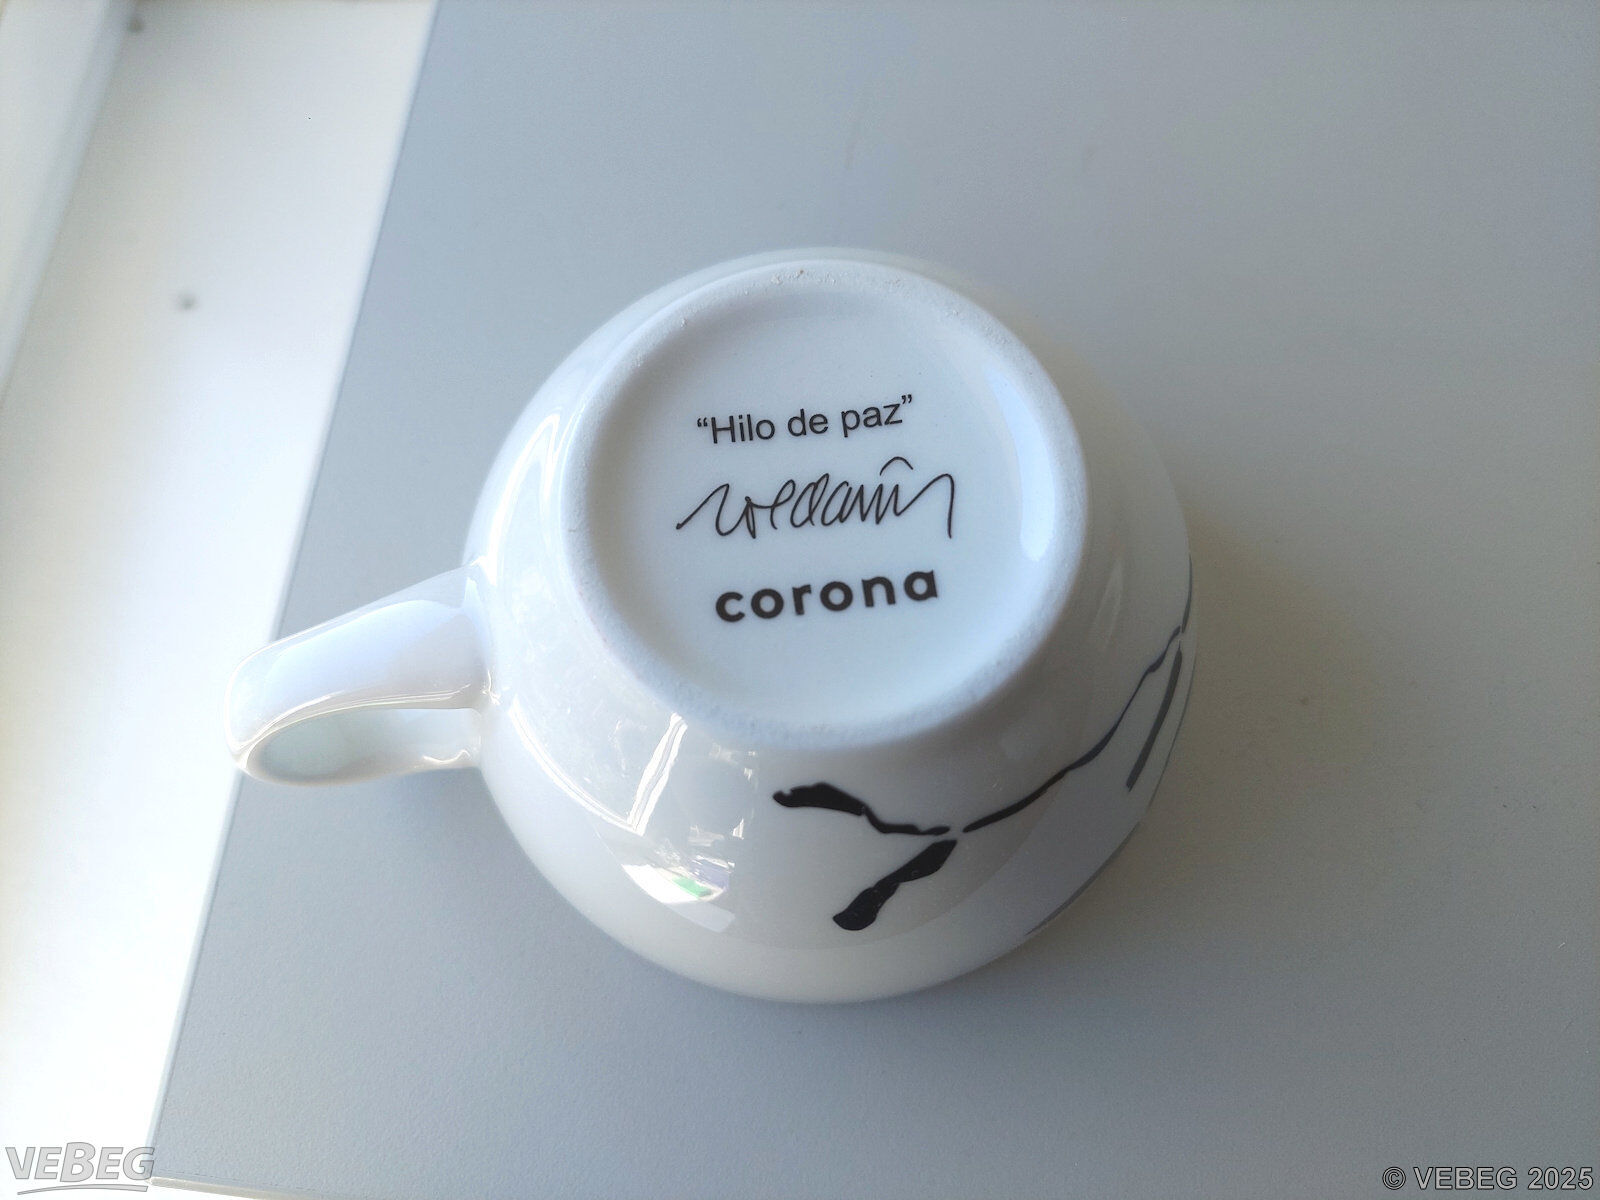 “Hilo de paz”
corona
VEBEG
© VEBEG 2025